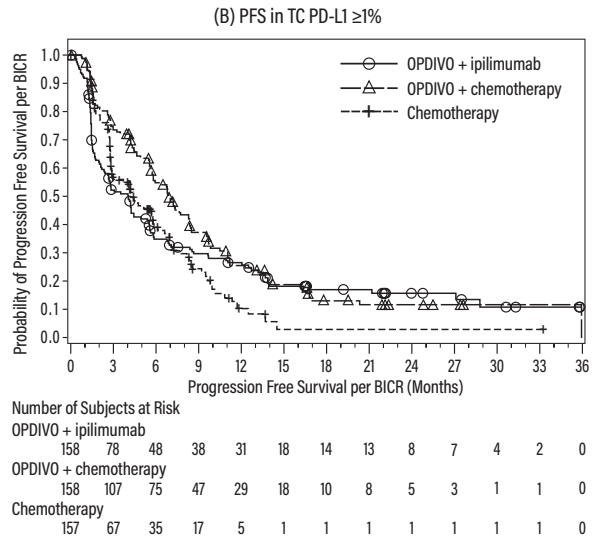 (B) PFS in TC PD-L1 ≥1%
Probability of Progression Free Survival per BICR
1.0
0.9
0.8
0.7
0.6
0.5
0.4
0.3
0.2
0.1
0.0
OPDIVO + ipilimumab
OPDIVO + chemotherapy
Chemotherapy
0 3 6 9 12 15 18 21 24 27 30 33 36
Progression Free Survival per BICR (Months)
Number of Subjects at Risk
OPDIVO + ipilimumab
158 78 48 38 31 18 14 13 8 7 4 2 0
OPDIVO + chemotherapy
158 107 75 47 29 18 10 8 5 3 1 1 0
Chemotherapy
157 67 35 17 5 1 1 1 1 1 1 1 0